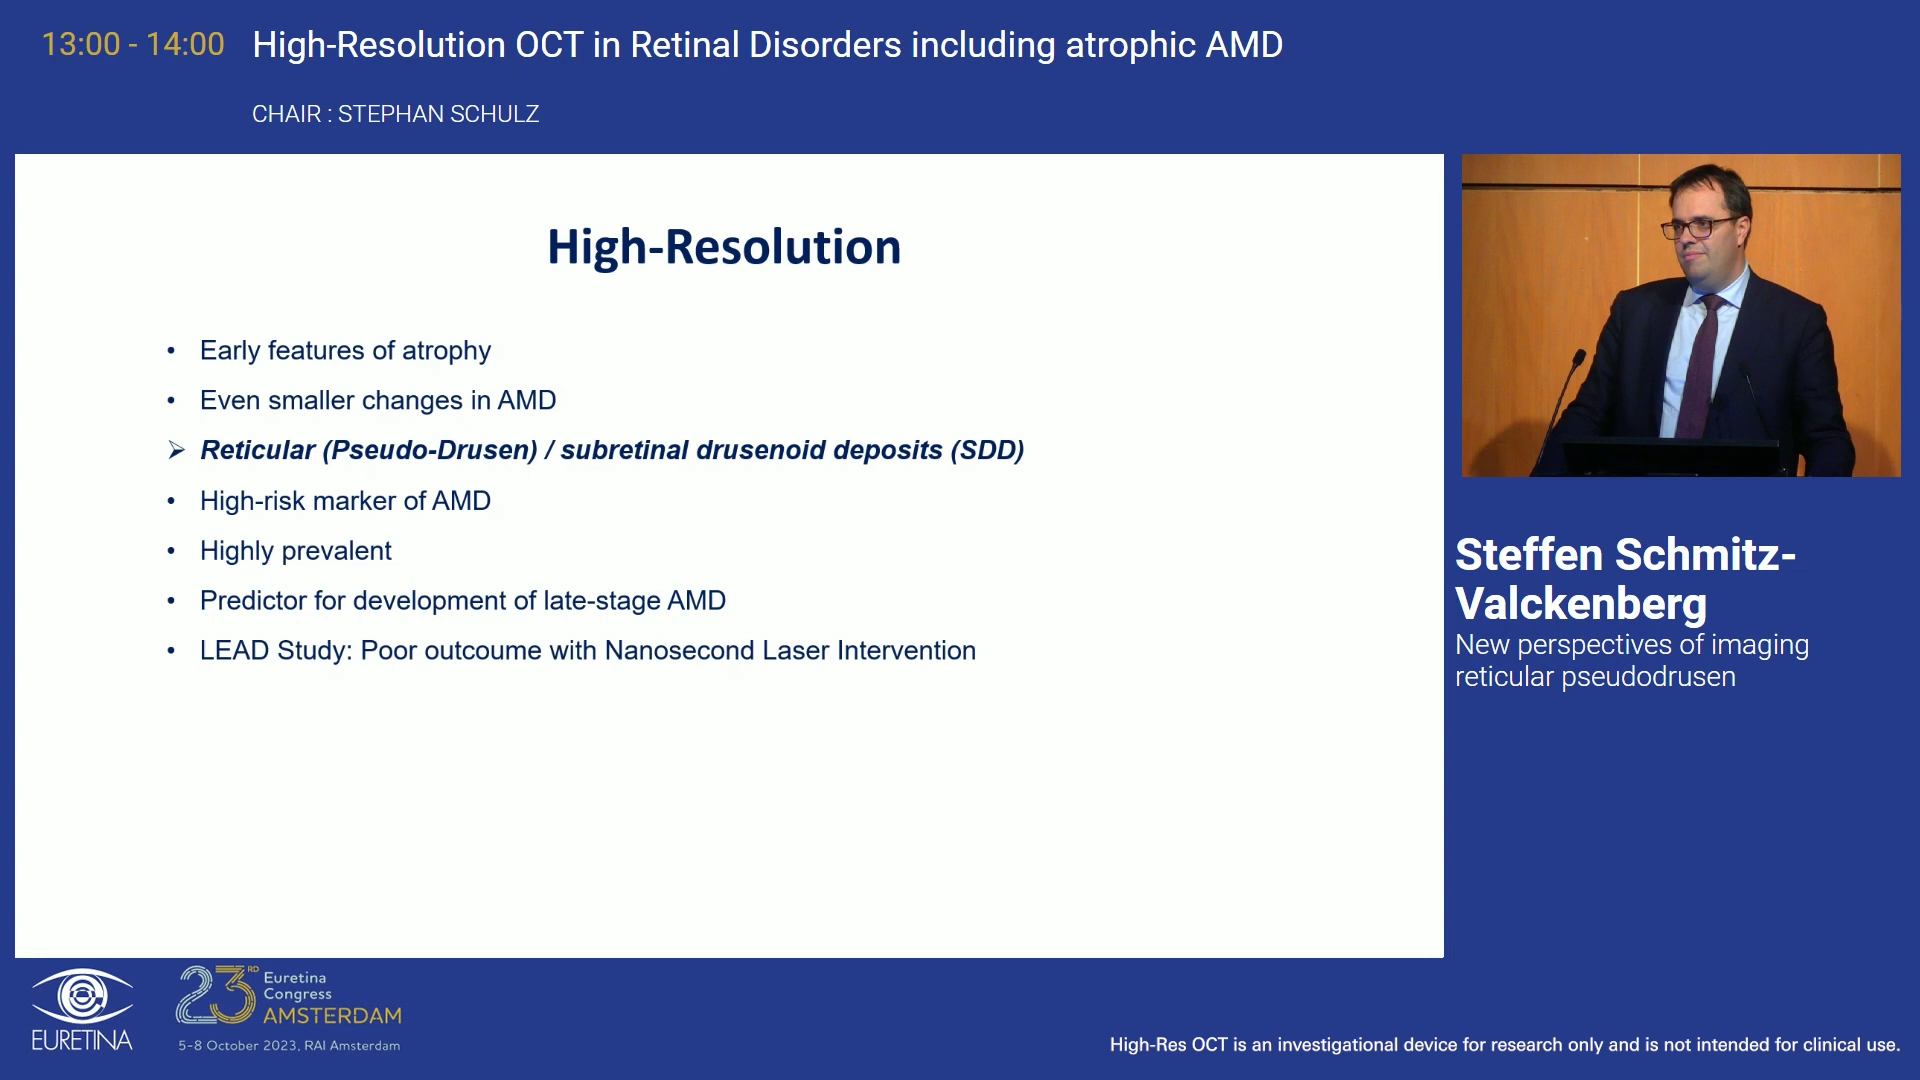 13:00 - 14:00 High-Resolution OCT in Retinal Disorders including atrophic AMD
CHAIR : STEPHAN SCHULZ
High-Resolution
• Early features of atrophy
• Even smaller changes in AMD
➢ Reticular (Pseudo-Drusen) / subretinal drusenoid deposits (SDD)
• High-risk marker of AMD
• Highly prevalent
• Predictor for development of late-stage AMD
• LEAD Study: Poor outcoume with Nanosecond Laser Intervention
Steffen Schmitz-
Valckenberg
New perspectives of imaging
reticular pseudodrusen
EURETINA
23RD
Euretina
Congress
AMSTERDAM
5-8 October 2023, RAI Amsterdam
High-Res OCT is an investigational device for research only and is not intended for clinical use.